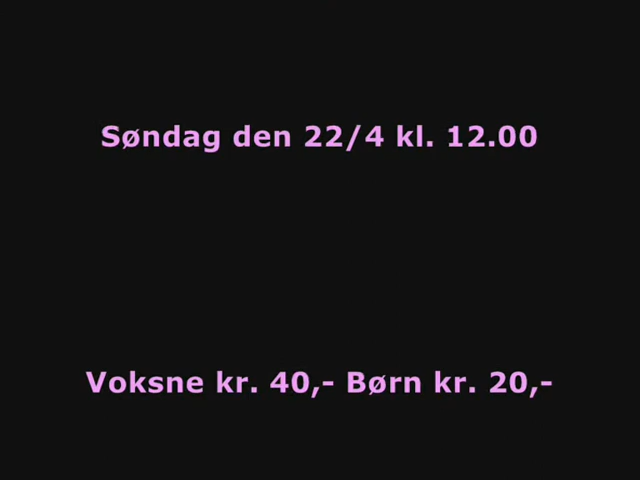 Søndag den 22/4 kl. 12.00
Voksne kr. 40,- Børn kr. 20,-